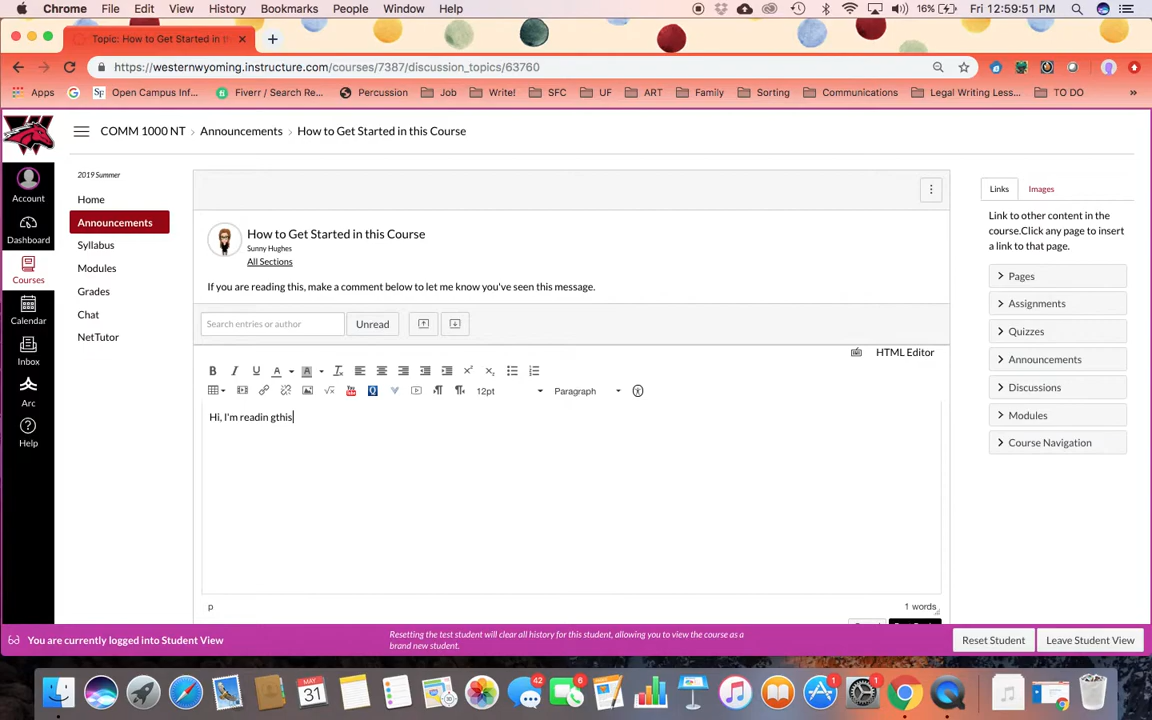 Chrome File Edit View History Bookmarks People Window Help 16% Fri 12:59:51 PM
Topic: How to Get Started in t
https://westernwyoming.instructure.com/courses/7387/discussion_topics/63760
Apps Open Campus Inf... Fiverr / Search Re... Percussion Job Write! SFC UF ART Family Sorting Communications Legal Writing Less... TO DO »
COMM 1000 NT › Announcements › How to Get Started in this Course
2019 Summer
Home
Announcements
Syllabus
Modules
Grades
Chat
NetTutor
Account
Dashboard
Courses
Calendar
Inbox
Arc
Help
How to Get Started in this Course
Sunny Hughes
All Sections
If you are reading this, make a comment below to let me know you've seen this message.
Search entries or author Unread
HTML Editor
12pt Paragraph
Hi, I'm readin gthis
p 1 words
Links Images
Link to other content in the
course.Click any page to insert
a link to that page.
Pages
Assignments
Quizzes
Announcements
Discussions
Modules
Course Navigation
You are currently logged into Student View
Resetting the test student will clear all history for this student, allowing you to view the course as a
brand new student.
Reset Student Leave Student View
MAY
31
42
6
1
1